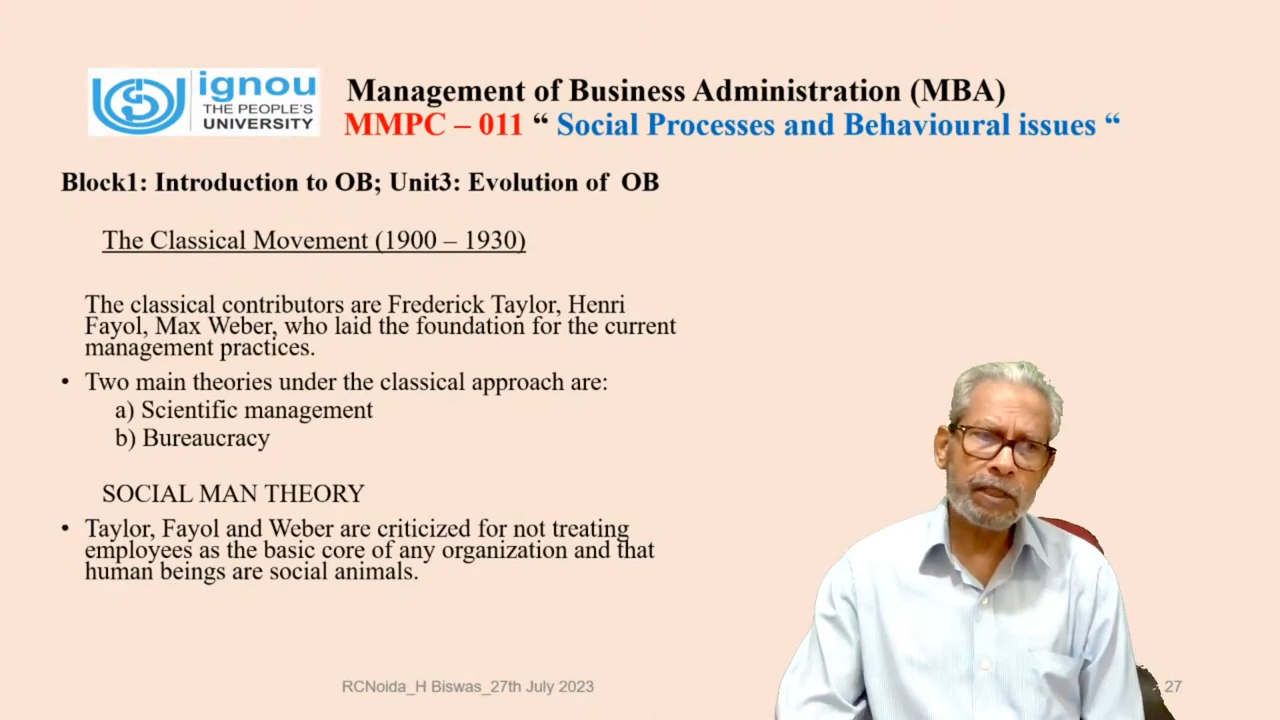 ignou
THE PEOPLE'S
UNIVERSITY
Management of Business Administration (MBA)
MMPC – 011 “ Social Processes and Behavioural issues “
Block1: Introduction to OB; Unit3: Evolution of OB
The Classical Movement (1900 – 1930)
The classical contributors are Frederick Taylor, Henri
Fayol, Max Weber, who laid the foundation for the current
management practices.
• Two main theories under the classical approach are:
a) Scientific management
b) Bureaucracy
SOCIAL MAN THEORY
• Taylor, Fayol and Weber are criticized for not treating
employees as the basic core of any organization and that
human beings are social animals.
RCNoida_H Biswas_27th July 2023
27